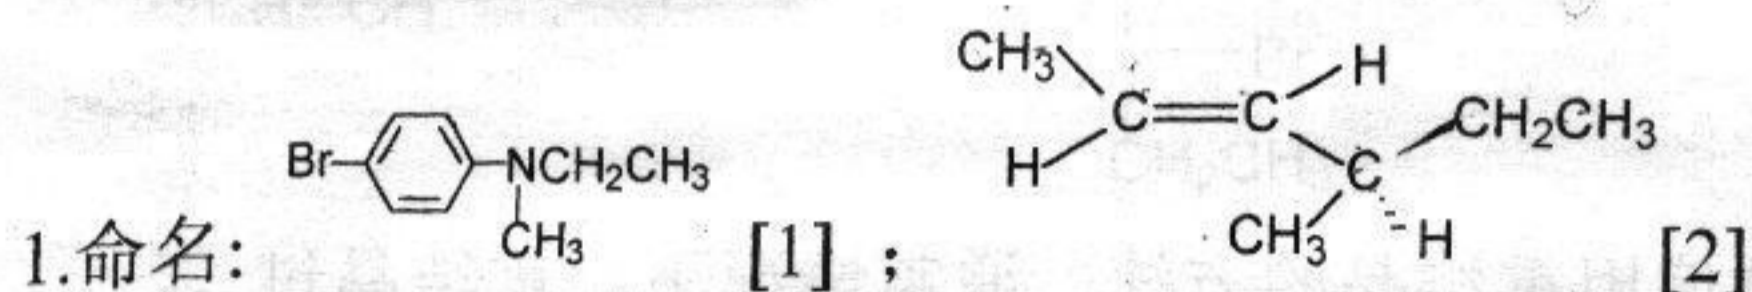 CH₃ H
C=C CH₂CH₃
Br NCH₂CH₃ H C
1.命名: CH₃ [1] ; CH₃ H [2]